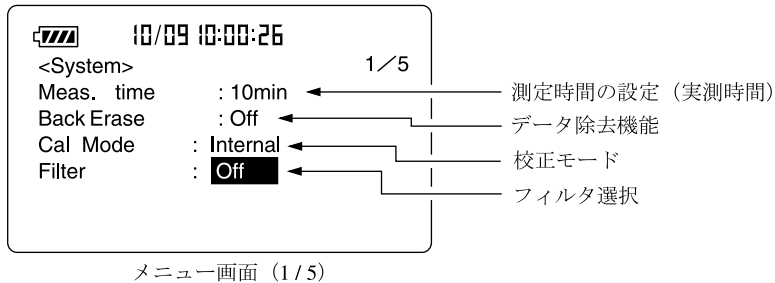 10/09 10:00:26
<System> 1／5
Meas. time : 10min
Back Erase : Off
Cal Mode : Internal
Filter : Off
測定時間の設定（実測時間）
データ除去機能
校正モード
フィルタ選択
メニュー画面（1 / 5）